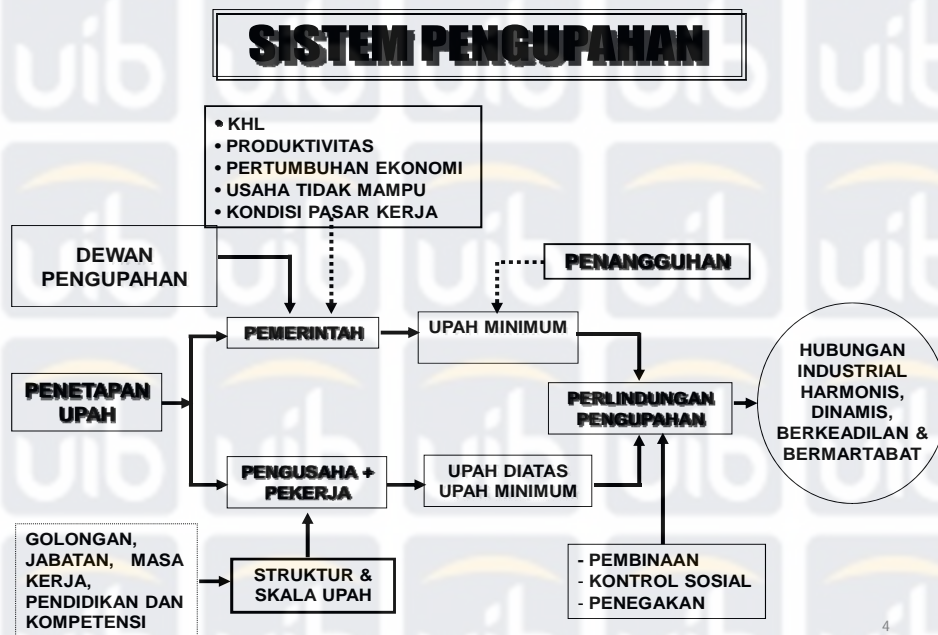 SISTEM PENGUPAHAN
• KHL
• PRODUKTIVITAS
• PERTUMBUHAN EKONOMI
• USAHA TIDAK MAMPU
• KONDISI PASAR KERJA
DEWAN
PENGUPAHAN
PENANGGUHAN
PEMERINTAH
UPAH MINIMUM
PENETAPAN
UPAH
PERLINDUNGAN
PENGUPAHAN
HUBUNGAN
INDUSTRIAL
HARMONIS,
DINAMIS,
BERKEADILAN &
BERMARTABAT
PENGUSAHA +
PEKERJA
UPAH DIATAS
UPAH MINIMUM
GOLONGAN,
JABATAN, MASA
KERJA,
PENDIDIKAN DAN
KOMPETENSI
STRUKTUR &
SKALA UPAH
- PEMBINAAN
- KONTROL SOSIAL
- PENEGAKAN
4
uib